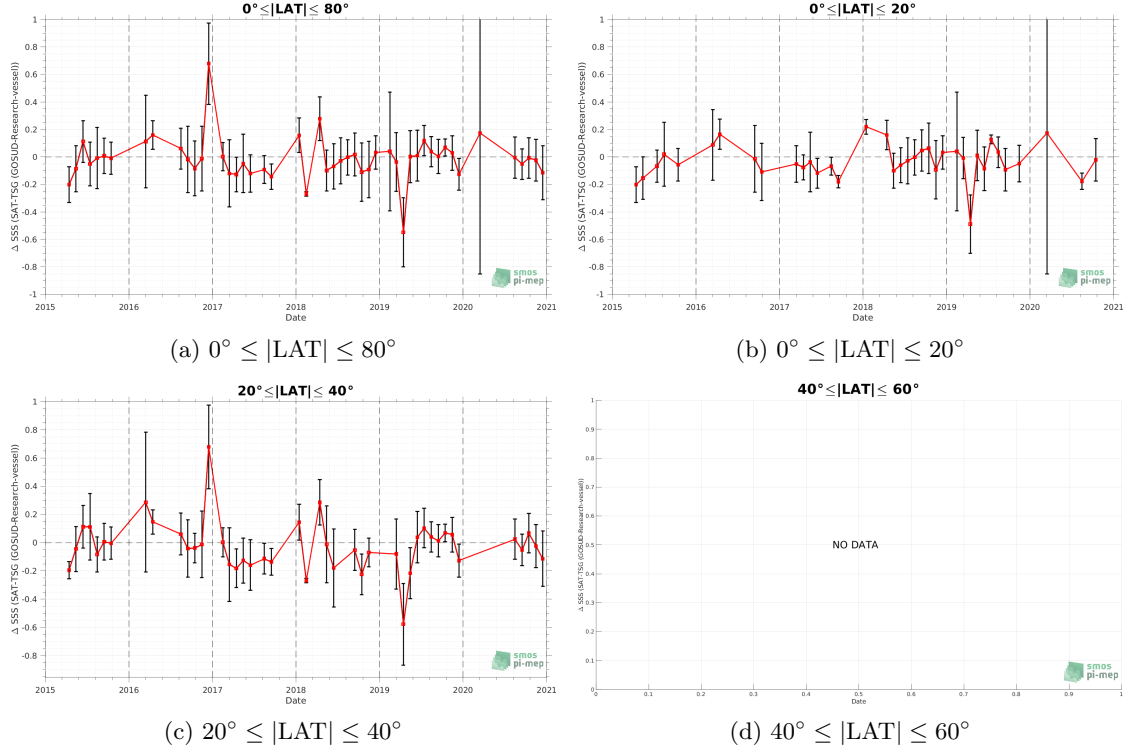 0°≤|LAT|≤ 80°
1
0.8
0.6
0.4
0.2
0
-0.2
-0.4
-0.6
-0.8
-1
Δ SSS (SAT-TSG (GOSUD-Research-vessel))
2015 2016 2017 2018 2019 2020 2021
Date
smos
pi-mep
(a) 0° ≤ |LAT| ≤ 80°
0°≤|LAT|≤ 20°
1
0.8
0.6
0.4
0.2
0
-0.2
-0.4
-0.6
-0.8
-1
Δ SSS (SAT-TSG (GOSUD-Research-vessel))
2015 2016 2017 2018 2019 2020 2021
Date
smos
pi-mep
(b) 0° ≤ |LAT| ≤ 20°
20°≤|LAT|≤ 40°
1
0.8
0.6
0.4
0.2
0
-0.2
-0.4
-0.6
-0.8
Δ SSS (SAT-TSG (GOSUD-Research-vessel))
2015 2016 2017 2018 2019 2020 2021
Date
smos
pi-mep
(c) 20° ≤ |LAT| ≤ 40°
40°≤|LAT|≤ 60°
1
0.9
0.8
0.7
0.6
0.5
0.4
0.3
0.2
0.1
0
Δ SSS (SAT-TSG (GOSUD-Research-vessel))
NO DATA
0 0.1 0.2 0.3 0.4 0.5 0.6 0.7 0.8 0.9 1
Date
smos
pi-mep
(d) 40° ≤ |LAT| ≤ 60°